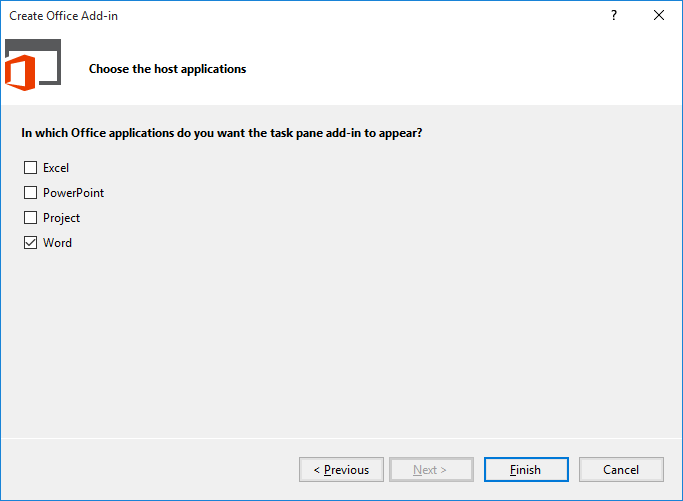 Create Office Add-in
?
Choose the host applications
In which Office applications do you want the task pane add-in to appear?
Excel
PowerPoint
Project
Word
< Previous
Next >
Finish
Cancel